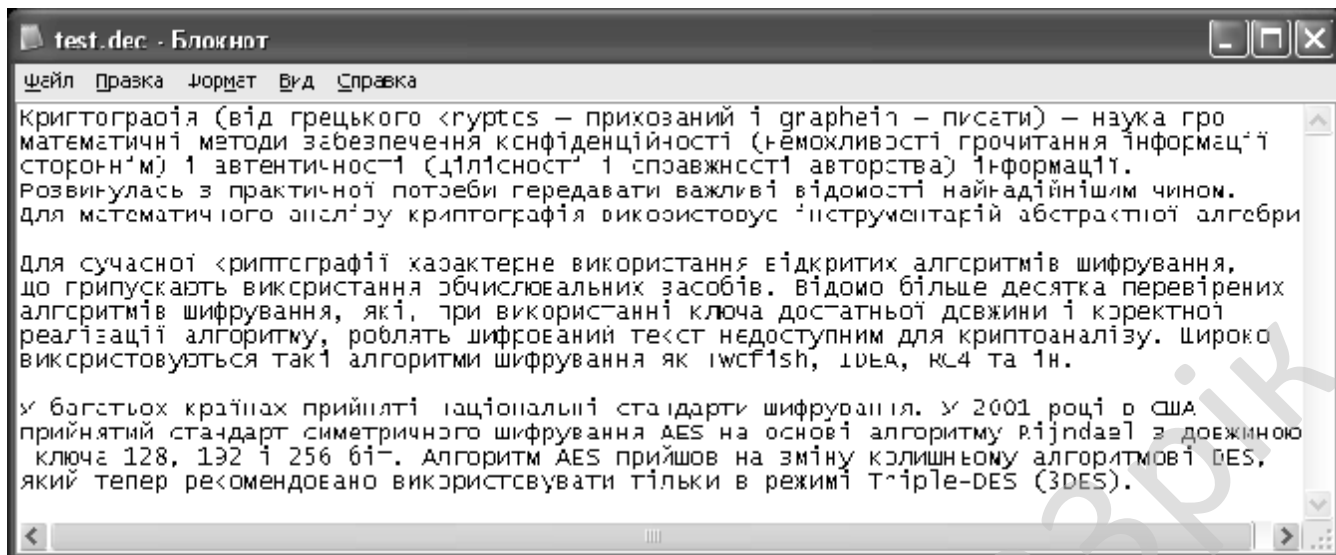 test.dec - Блокнот
Файл Правка Формат Вид Справка
Криптографія (від грецького kryptos – прихований і graphein – писати) – наука про
математичні методи забезпечення конфіденційності (неможливості прочитання інформації
стороннім) і автентичності (цілісності і справжності авторства) інформації.
Розвинулась з практичної потреби передавати важливі відомості найнадійнішим чином.
Для математичного аналізу криптографія використовує інструментарій абстрактної алгебри
Для сучасної криптографії характерне використання відкритих алгоритмів шифрування,
що припускають використання обчислювальних засобів. Відомо більше десятка перевірених
алгоритмів шифрування, які, при використанні ключа достатньої довжини і коректної
реалізації алгоритму, роблять шифрований текст недоступним для криптоаналізу. Широко
використовуються такі алгоритми шифрування як Twofish, IDEA, RC4 та ін.
У багатьох країнах прийняті національні стандарти шифрування. У 2001 році в США
прийнятий стандарт симетричного шифрування AES на основі алгоритму Rijndael з довжиною
ключа 128, 192 і 256 біт. Алгоритм AES прийшов на зміну колишньому алгоритмові DES,
який тепер рекомендовано використовувати тільки в режимі Triple-DES (3DES).